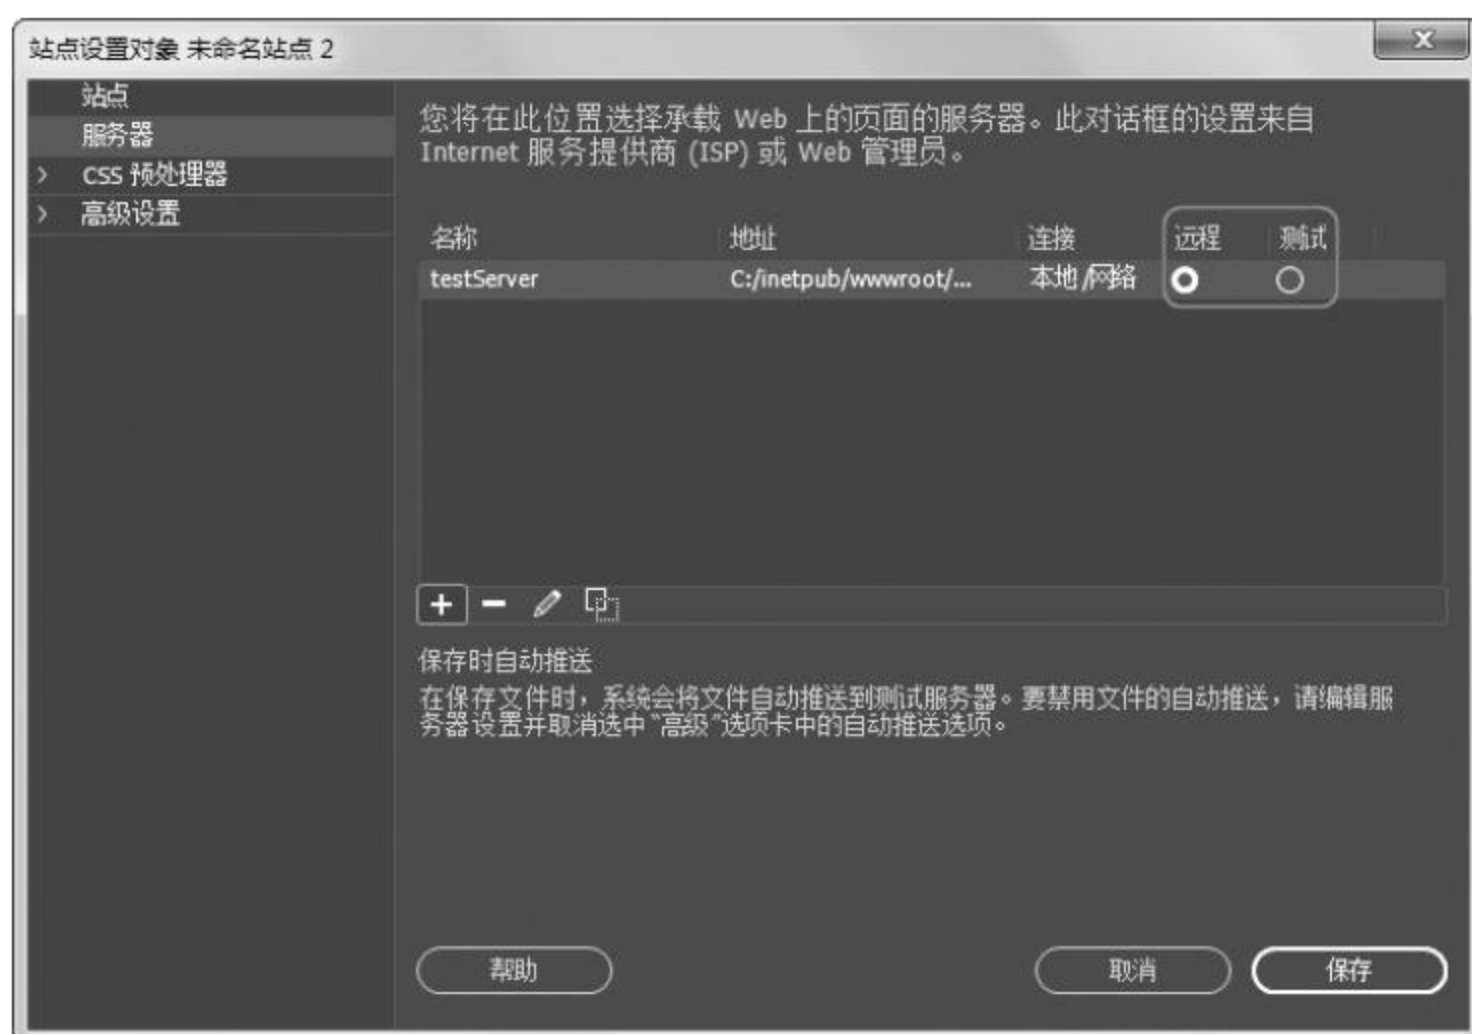 站点设置对象 未命名站点 2
站点
服务器
CSS 预处理器
高级设置
您将在此位置选择承载 Web 上的页面的服务器。此对话框的设置来自
Internet 服务提供商 (ISP) 或 Web 管理员。
名称 地址 连接 远程 测试
testServer C:/inetpub/wwwroot/... 本地/网络
保存时自动推送
在保存文件时，系统会将文件自动推送到测试服务器。要禁用文件的自动推送，请编辑服
务器设置并取消选中“高级”选项卡中的自动推送选项。
帮助 取消 保存